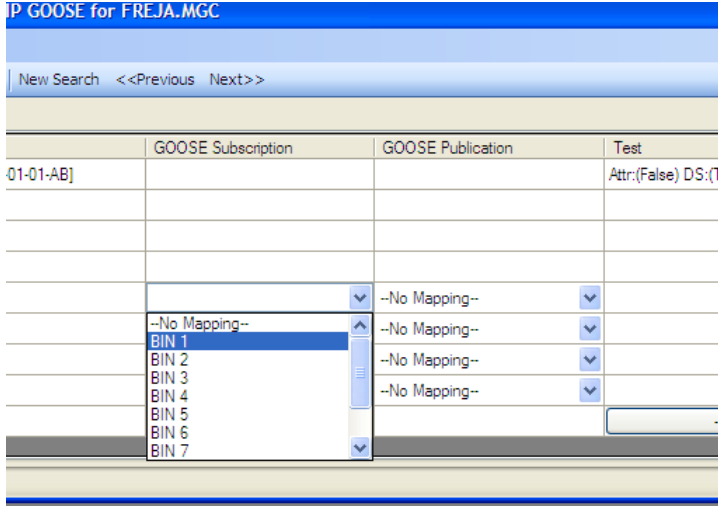 IP GOOSE for FREJA.MGC
New Search <<Previous Next>>
GOOSE Subscription GOOSE Publication Test
-01-01-AB] Attr:(False) DS:(T
--No Mapping--
--No Mapping-- --No Mapping--
BIN 1
BIN 2 --No Mapping--
BIN 3
BIN 4 --No Mapping--
BIN 5
BIN 6
BIN 7